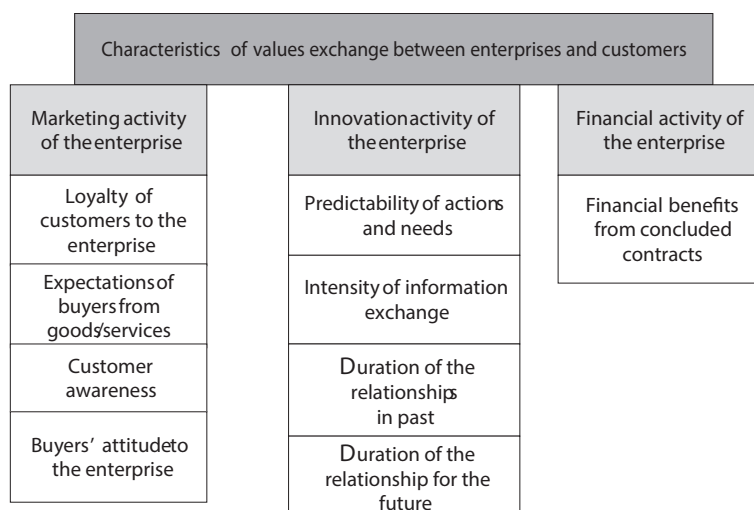 Characteristics of values exchange between enterprises and customers
Marketing activity
of the enterprise
Loyalty of
customers to the
enterprise
Expectations of
buyers from
goods/services
Customer
awareness
Buyers’ attitude to
the enterprise
Innovation activity of
the enterprise
Predictability of actions
and needs
Intensity of information
exchange
Duration of the
relationships
in past
Duration of the
relationship for the
future
Financial activity of
the enterprise
Financial benefits
from concluded
contracts